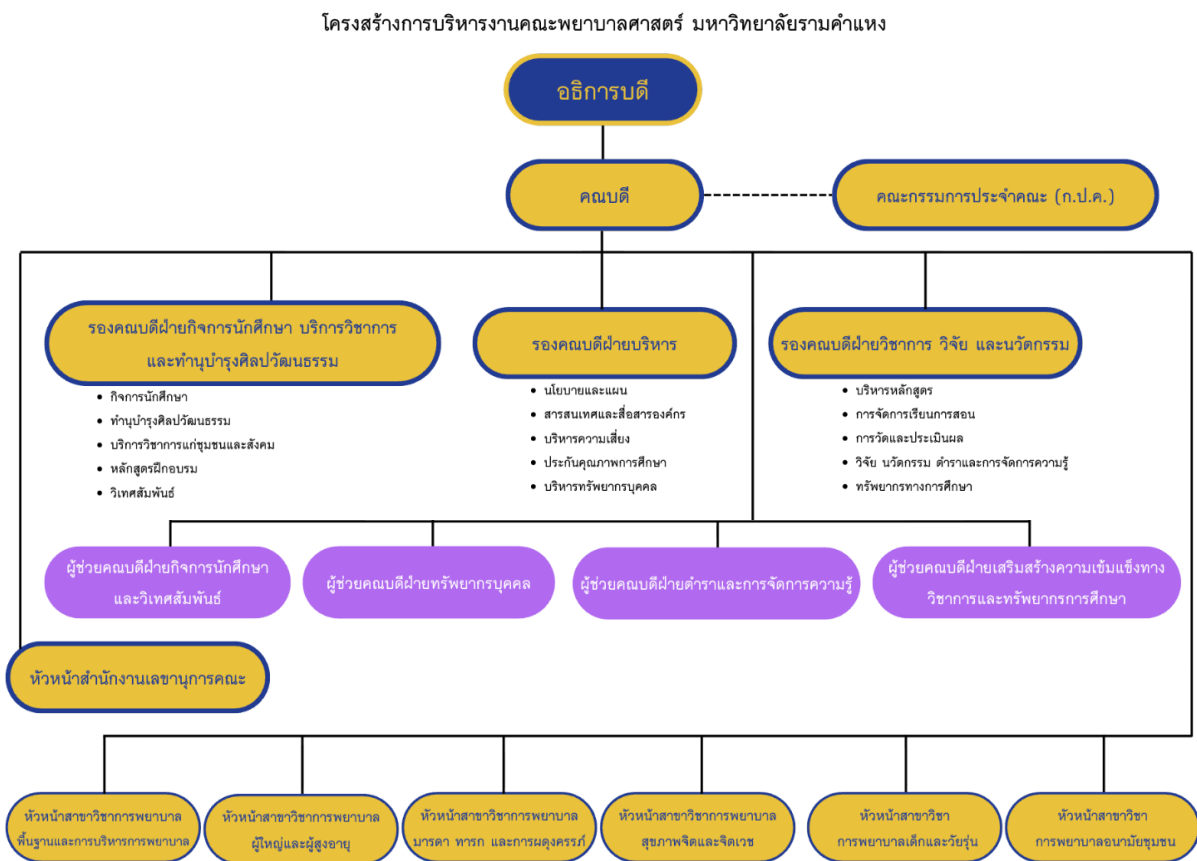 โครงสร้างการบริหารงานคณะพยาบาลศาสตร์ มหาวิทยาลัยรามคำแหง
อธิการบดี
คณบดี
คณะกรรมการประจำคณะ (ก.ป.ค.)
รองคณบดีฝ่ายกิจการนักศึกษา บริการวิชาการ
และทำนุบำรุงศิลปวัฒนธรรม
• กิจการนักศึกษา
• ทำนุบำรุงศิลปวัฒนธรรม
• บริการวิชาการแก่ชุมชนและสังคม
• หลักสูตรฝึกอบรม
• วิเทศสัมพันธ์
รองคณบดีฝ่ายบริหาร
• นโยบายและแผน
• สารสนเทศและสื่อสารองค์กร
• บริหารความเสี่ยง
• ประกันคุณภาพการศึกษา
• บริหารทรัพยากรบุคคล
รองคณบดีฝ่ายวิชาการ วิจัย และนวัตกรรม
• บริหารหลักสูตร
• การจัดการเรียนการสอน
• การวัดและประเมินผล
• วิจัย นวัตกรรม ตำราและการจัดการความรู้
• ทรัพยากรทางการศึกษา
ผู้ช่วยคณบดีฝ่ายกิจการนักศึกษา
และวิเทศสัมพันธ์
ผู้ช่วยคณบดีฝ่ายทรัพยากรบุคคล
ผู้ช่วยคณบดีฝ่ายตำราและการจัดการความรู้
ผู้ช่วยคณบดีฝ่ายเสริมสร้างความเข้มแข็งทาง
วิชาการและทรัพยากรการศึกษา
หัวหน้าสำนักงานเลขานุการคณะ
หัวหน้าสาขาวิชาการพยาบาล
พื้นฐานและการบริหารการพยาบาล
หัวหน้าสาขาวิชาการพยาบาล
ผู้ใหญ่และผู้สูงอายุ
หัวหน้าสาขาวิชาการพยาบาล
มารดา ทารก และการผดุงครรภ์
หัวหน้าสาขาวิชาการพยาบาล
สุขภาพจิตและจิตเวช
หัวหน้าสาขาวิชา
การพยาบาลเด็กและวัยรุ่น
หัวหน้าสาขาวิชา
การพยาบาลอนามัยชุมชน